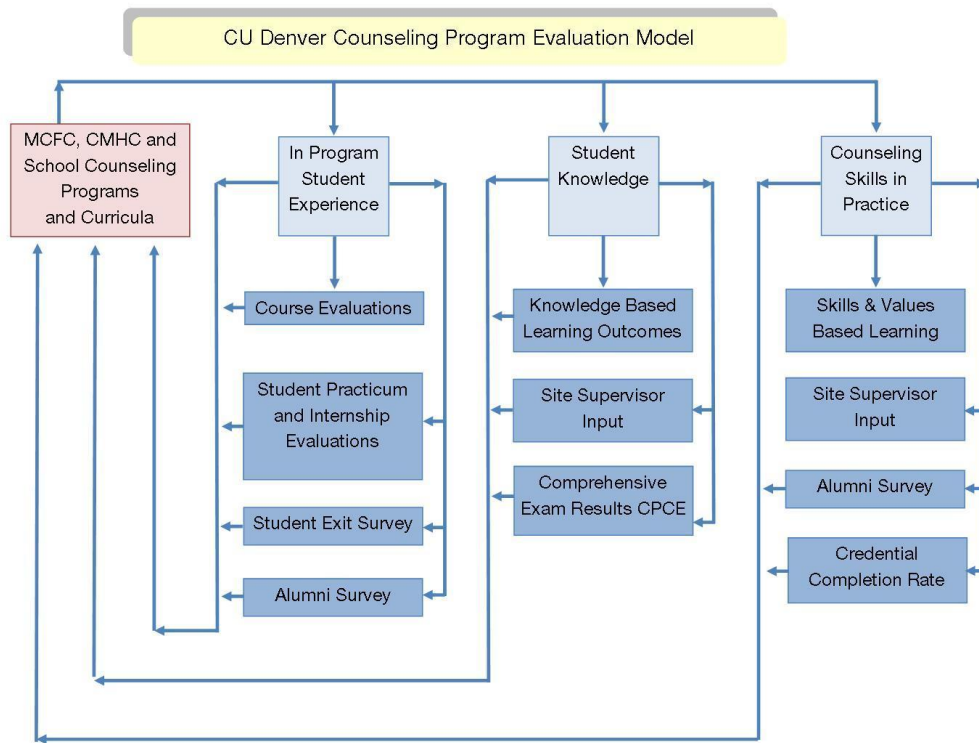 CU Denver Counseling Program Evaluation Model
MCFC, CMHC and
School Counseling
Programs
and Curricula
In Program
Student
Experience
Student
Knowledge
Counseling
Skills in
Practice
Course Evaluations
Student Practicum
and Internship
Evaluations
Student Exit Survey
Alumni Survey
Knowledge Based
Learning Outcomes
Site Supervisor
Input
Comprehensive
Exam Results CPCE
Skills & Values
Based Learning
Site Supervisor
Input
Alumni Survey
Credential
Completion Rate